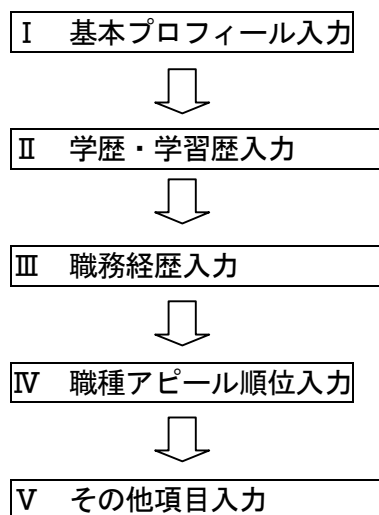 Ⅰ　基本プロフィール入力
Ⅱ　学歴・学習歴入力
Ⅲ　職務経歴入力
Ⅳ　職種アピール順位入力
Ⅴ　その他項目入力